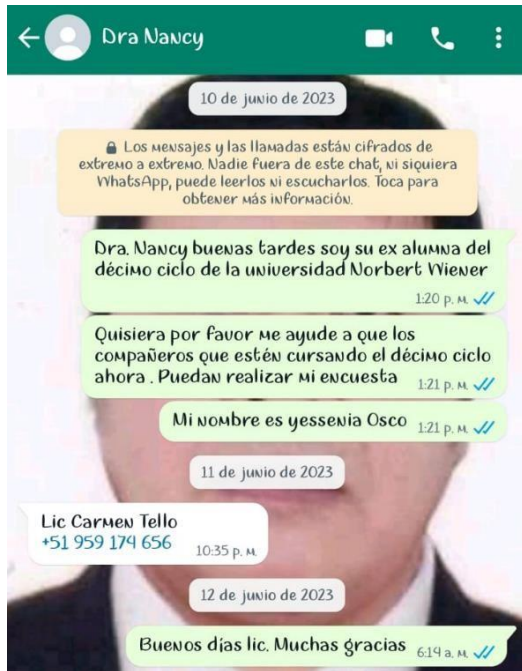 Dra Nancy
10 de junio de 2023
Los mensajes y las llamadas están cifrados de
extremo a extremo. Nadie fuera de este chat, ni siquiera
WhatsApp, puede leerlos ni escucharlos. Toca para
obtener más información.
Dra. Nancy buenas tardes soy su ex alumna del
décimo ciclo de la universidad Norbert Wiener
1:20 p. m.
Quisiera por favor me ayude a que los
compañeros que estén cursando el décimo ciclo
ahora . Puedan realizar mi encuesta 1:21 p. m.
Mi nombre es yessenia Osco 1:21 p. m.
11 de junio de 2023
Lic Carmen Tello
+51 959 174 656 10:35 p. m.
12 de junio de 2023
Buenos días lic. Muchas gracias 6:19 a. m.